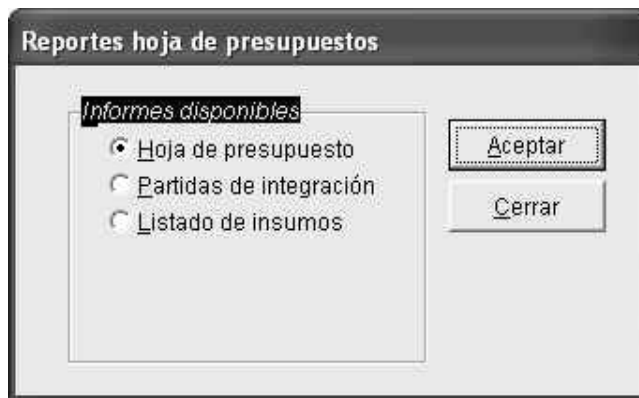 Reportes hoja de presupuestos
Informes disponibles
Hoja de presupuesto
Partidas de integración
Listado de insumos
Aceptar
Cerrar